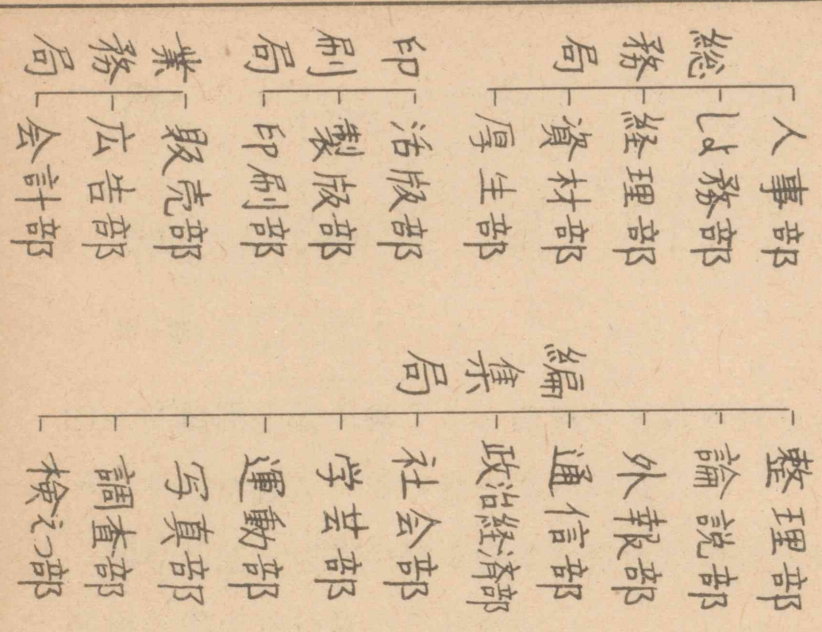 総務局
人事部
しょ務部
経理部
資材部
厚生部
印刷局
活版部
製版部
印刷部
業務局
販売部
広告部
会計部
編集局
整理部
論説部
外報部
通信部
政治経済部
社会部
学芸部
運動部
写真部
調査部
検えつ部